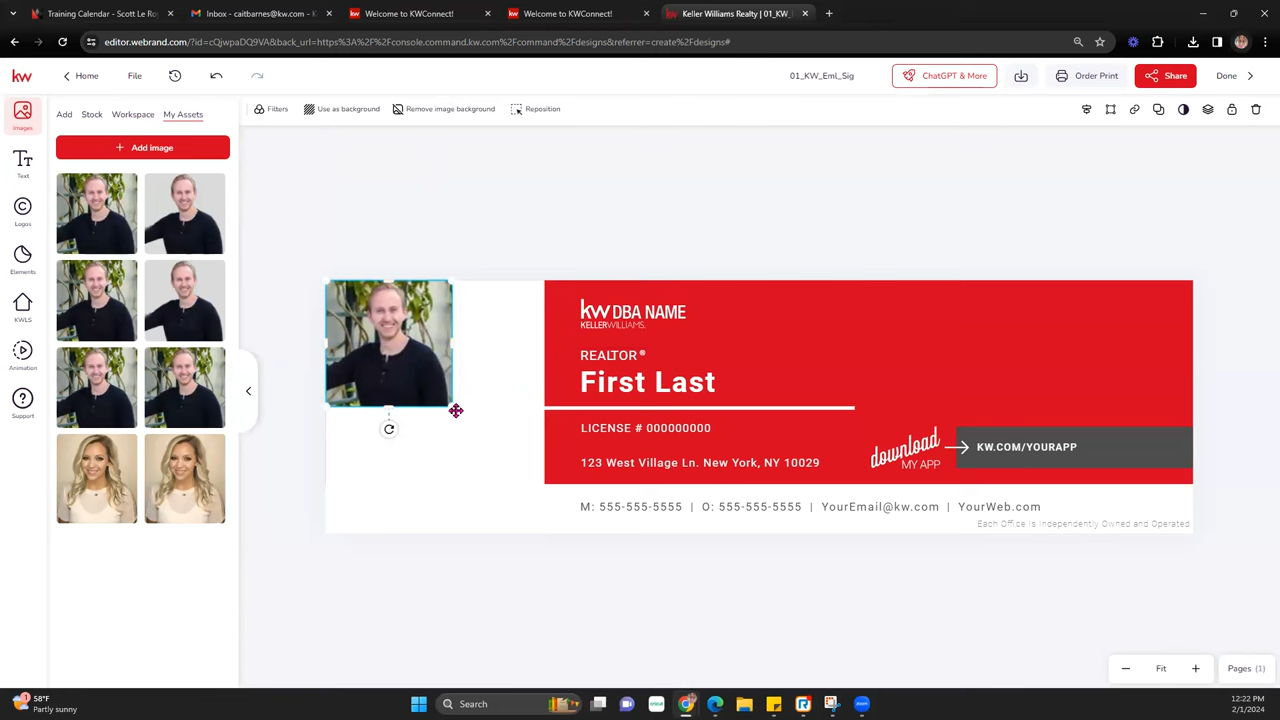 Training Calendar - Scott Le Roy
Inbox - caitbarnes@kw.com - K
Welcome to KWConnect!
Welcome to KWConnect!
Keller Williams Realty | 01_KW_
editor.webrand.com/?id=cQjwpaDQ9VA&back_url=https%3A%2F%2Fconsole.command.kw.com%2Fcommand%2Fdesigns&referrer=create%2Fdesigns#
kw
Home
File
01_KW_Eml_Sig
ChatGPT & More
Order Print
Share
Done
Images
Add
Stock
Workspace
My Assets
Filters
Use as background
Remove image background
Reposition
Add image
Text
Logos
Elements
KWLS
Animation
Support
kw DBA NAME
KELLERWILLIAMS.
REALTOR®
First Last
LICENSE # 000000000
123 West Village Ln. New York, NY 10029
download
MY APP
KW.COM/YOURAPP
M: 555-555-5555 | O: 555-555-5555 | YourEmail@kw.com | YourWeb.com
Each Office is Independently Owned and Operated
Fit
Pages (1)
1
58°F
Partly sunny
Search
cricut
zoom
12:22 PM
2/1/2024